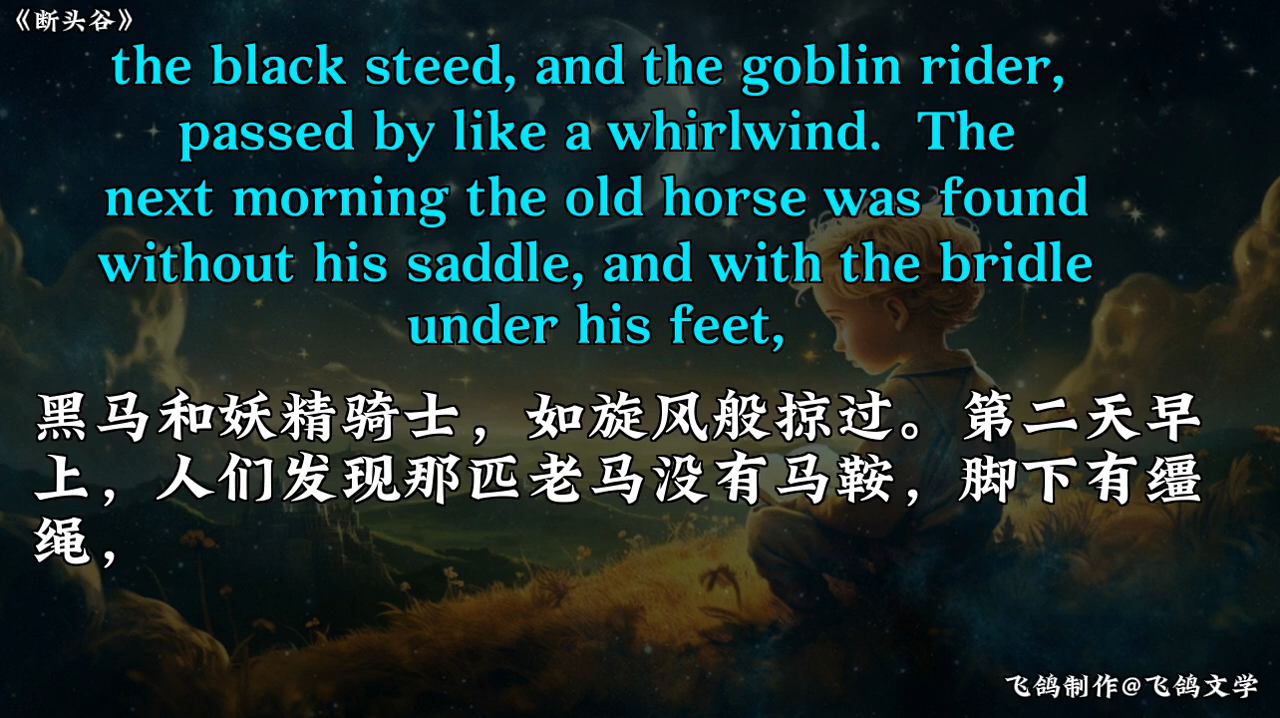 《断头谷》
the black steed, and the goblin rider,
passed by like a whirlwind.  The
next morning the old horse was found
without his saddle, and with the bridle
under his feet,
黑马和妖精骑士，如旋风般掠过。第二天早
上，人们发现那匹老马没有马鞍，脚下有缰
绳，
飞鸽制作@飞鸽文学